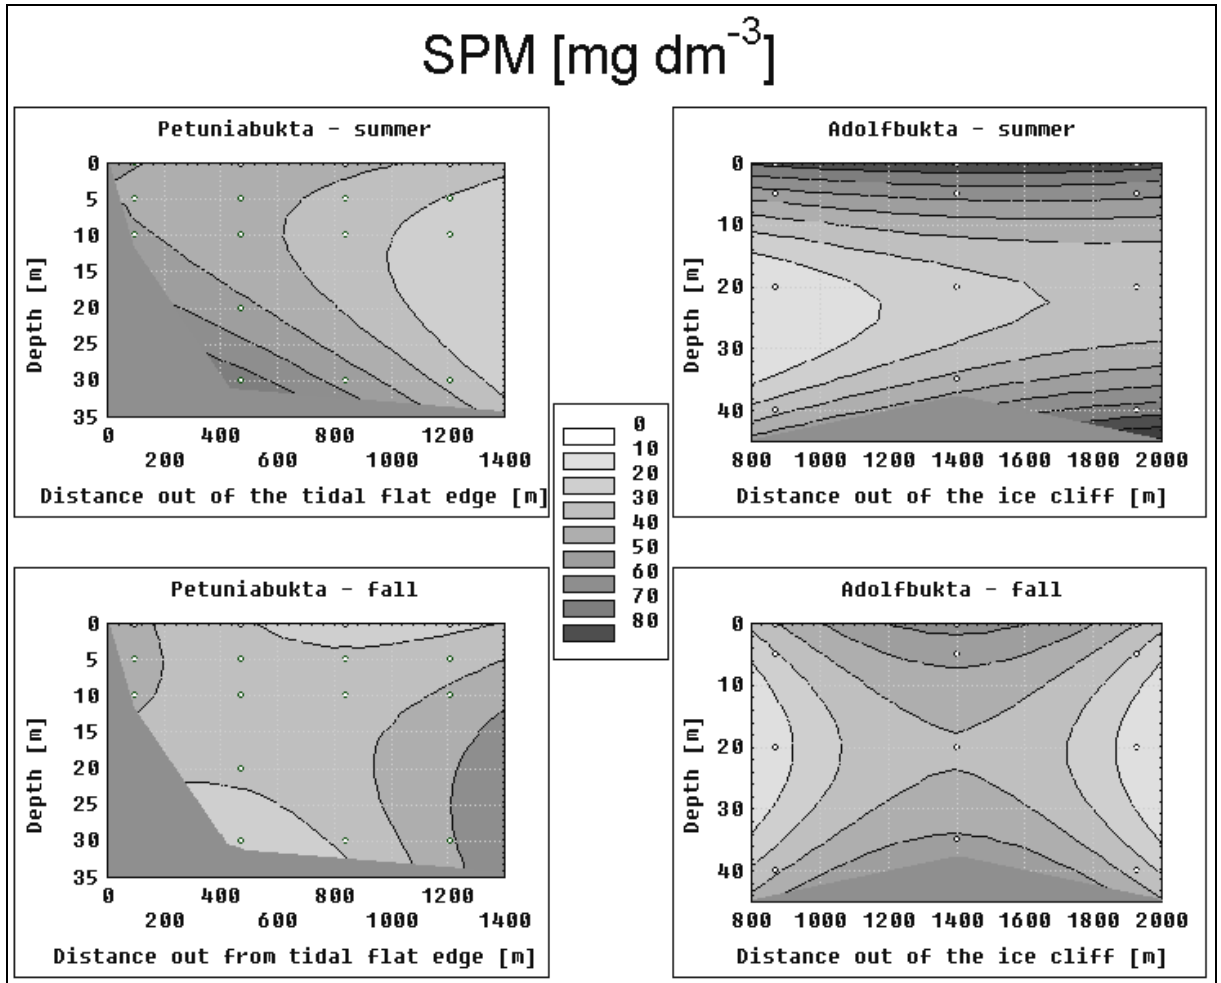 SPM [mg dm-3]
Petuniabukta - summer
0
5
10
15
20
25
30
35
Depth [m]
0 400 800 1200
200 600 1000 1400
Distance out of the tidal flat edge [m]
Adolfbukta - summer
0
10
20
30
40
Depth [m]
800 1000 1200 1400 1600 1800 2000
Distance out of the ice cliff [m]
0
10
20
30
40
50
60
70
80
Petuniabukta - fall
0
5
10
15
20
25
30
35
Depth [m]
0 400 800 1200
200 600 1000 1400
Distance out from tidal flat edge [m]
Adolfbukta - fall
0
10
20
30
40
Depth [m]
800 1000 1200 1400 1600 1800 2000
Distance out of the ice cliff [m]